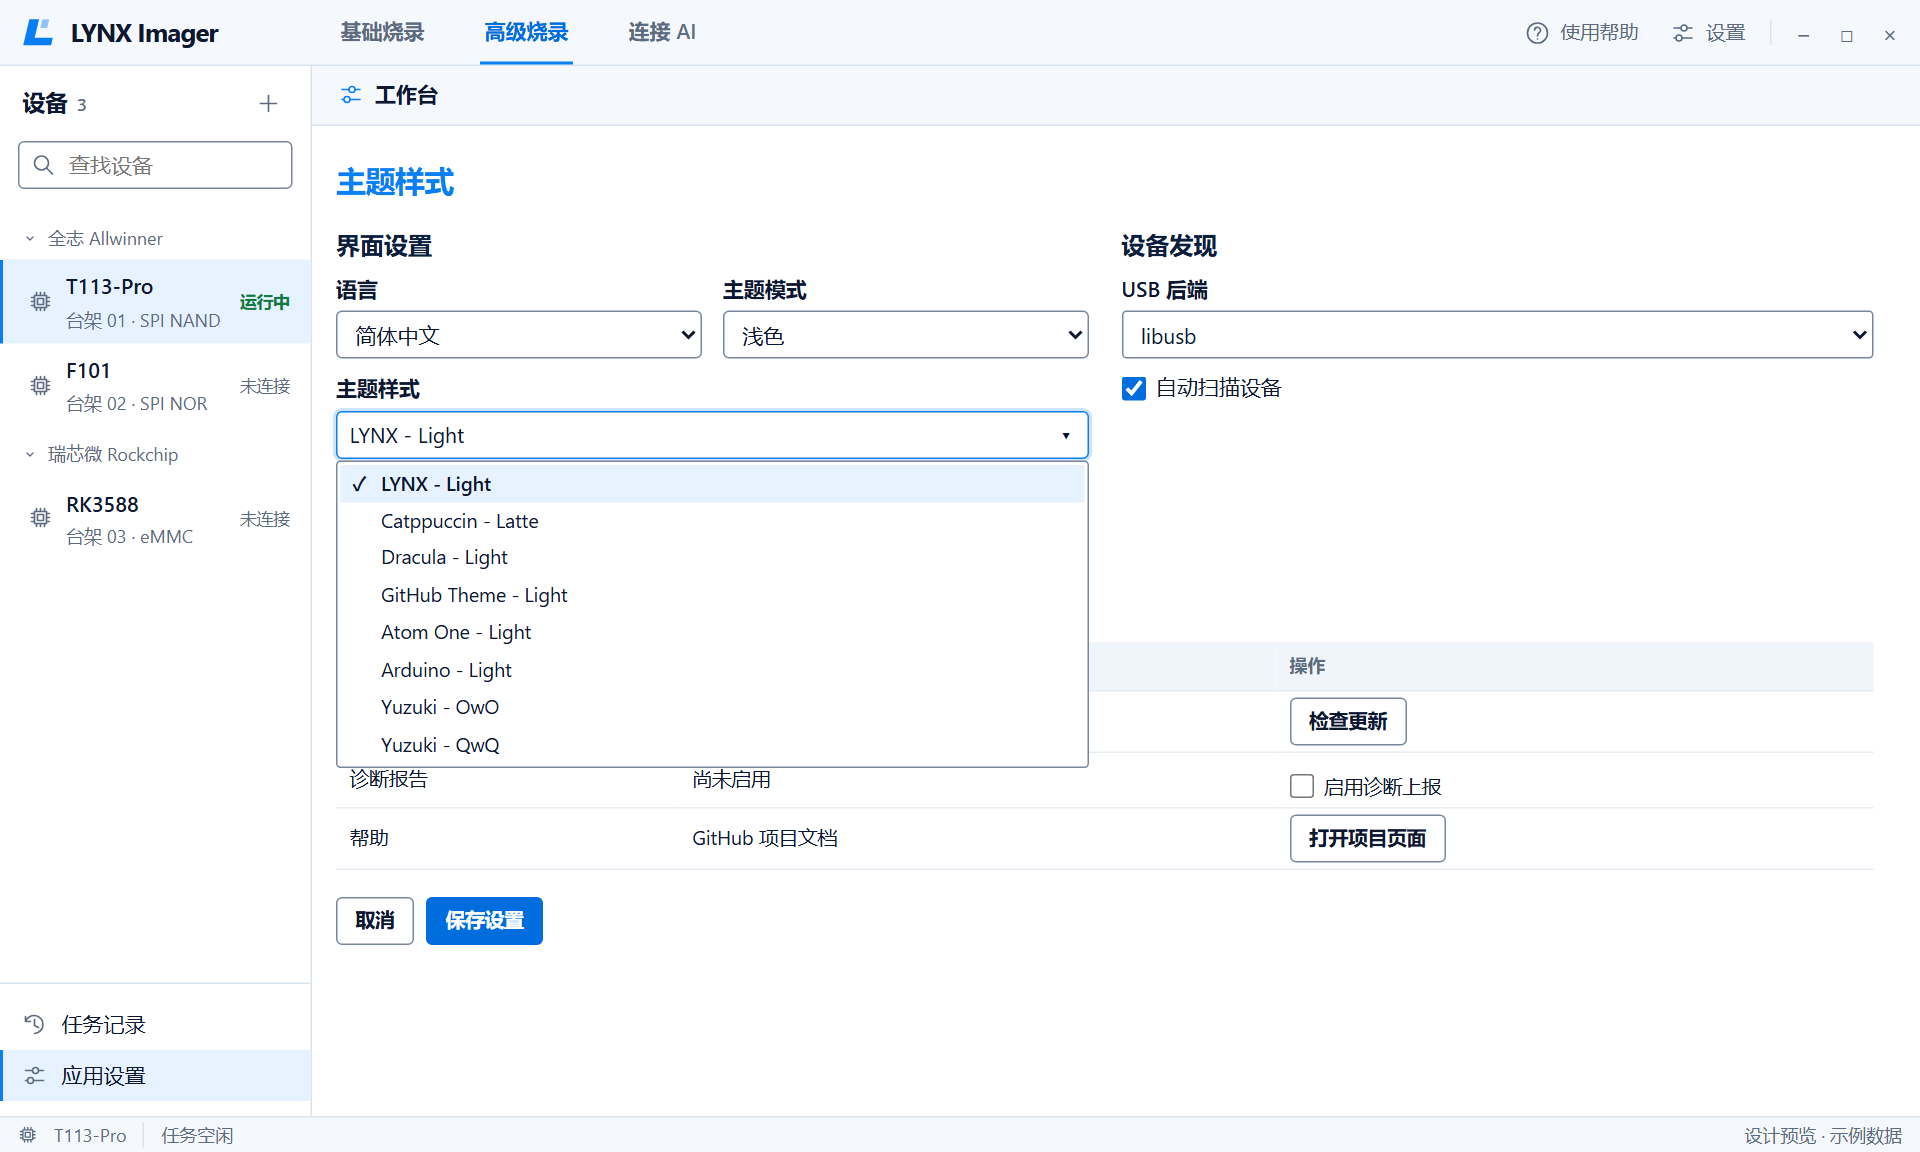 LYNX Imager
基础烧录
高级烧录
连接 AI
使用帮助
设置
设备 3
查找设备
全志 Allwinner
T113-Pro
台架 01 · SPI NAND
运行中
F101
台架 02 · SPI NOR
未连接
瑞芯微 Rockchip
RK3588
台架 03 · eMMC
未连接
任务记录
应用设置
工作台
主题样式
界面设置
语言
简体中文
主题模式
浅色
主题样式
LYNX - Light
✓ LYNX - Light
Catppuccin - Latte
Dracula - Light
GitHub Theme - Light
Atom One - Light
Arduino - Light
Yuzuki - OwO
Yuzuki - QwQ
设备发现
USB 后端
libusb
自动扫描设备
操作
检查更新
诊断报告
尚未启用
启用诊断上报
帮助
GitHub 项目文档
打开项目页面
取消
保存设置
T113-Pro
任务空闲
设计预览 · 示例数据